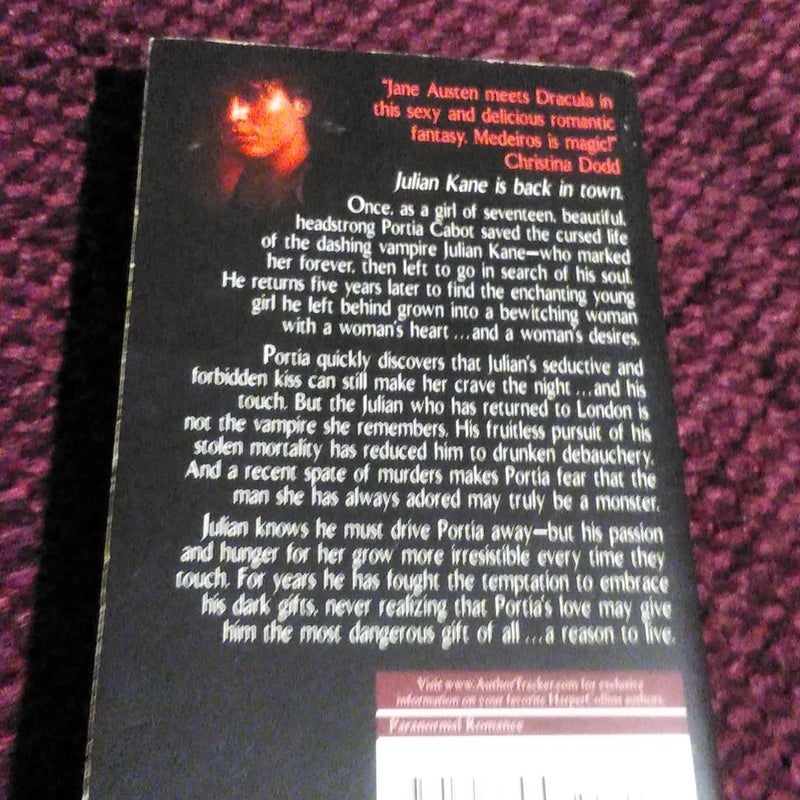 "Jane Austen meets Dracula in
this sexy and delicious romantic
fantasy. Medeiros is magic!"
Christina Dodd
Julian Kane is back in town.
Once, as a girl of seventeen, beautiful,
headstrong Portia Cabot saved the cursed life
of the dashing vampire Julian Kane—who marked
her forever, then left to go in search of his soul.
He returns five years later to find the enchanting young
girl he left behind grown into a bewitching woman
with a woman's heart ... and a woman's desires.
Portia quickly discovers that Julian's seductive and
forbidden kiss can still make her crave the night ... and his
touch. But the Julian who has returned to London is
not the vampire she remembers. His fruitless pursuit of his
stolen mortality has reduced him to drunken debauchery.
And a recent spate of murders makes Portia fear that the
man she has always adored may truly be a monster.
Julian knows he must drive Portia away—but his passion
and hunger for her grow more irresistible every time they
touch. For years he has fought the temptation to embrace
his dark gifts, never realizing that Portia's love may give
him the most dangerous gift of all ... a reason to live.
Visit www.AuthorTracker.com for exclusive
information on your favorite HarperCollins authors.
Paranormal Romance